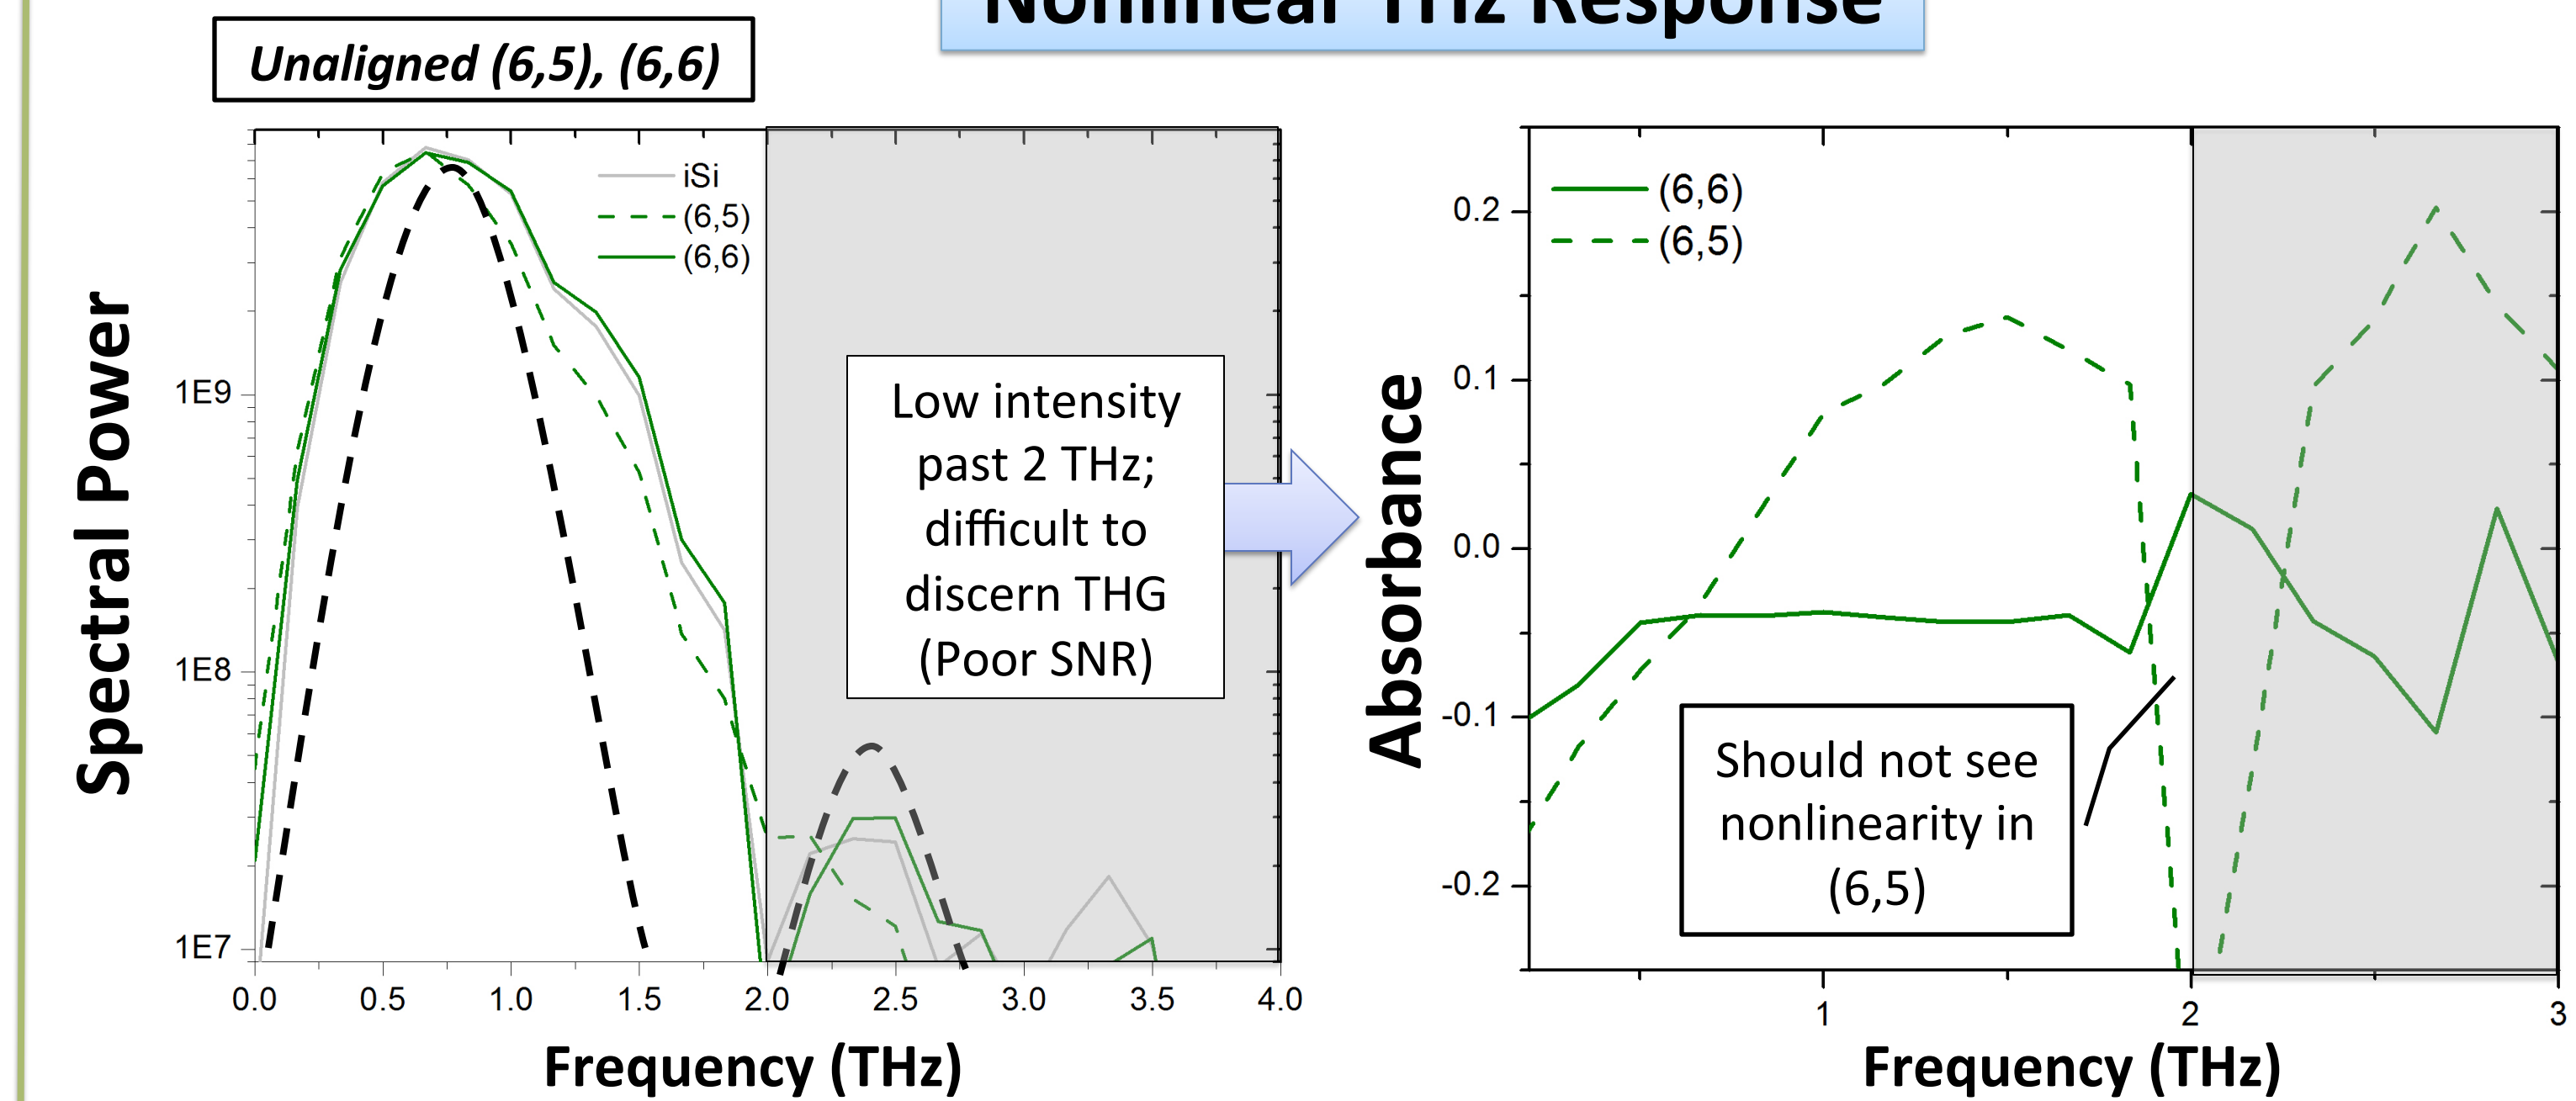 Nonlinear THz Response
Unaligned (6,5), (6,6)
iSi
(6,5)
(6,6)
1E9
1E8
1E7
Spectral Power
0.0 0.5 1.0 1.5 2.0 2.5 3.0 3.5 4.0
Frequency (THz)
Low intensity
past 2 THz;
difficult to
discern THG
(Poor SNR)
(6,6)
(6,5)
0.2
0.1
0.0
-0.1
-0.2
Absorbance
Should not see
nonlinearity in
(6,5)
1 2 3
Frequency (THz)